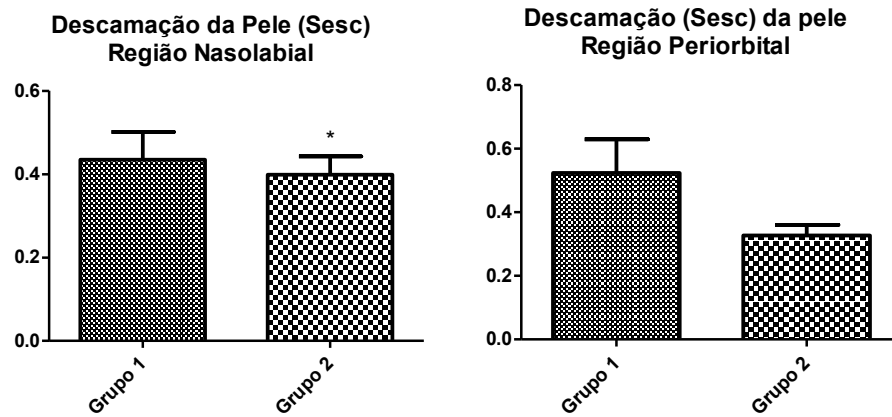 Descamação da Pele (Sesc)
Região Nasolabial
0.6
0.4
0.2
0.0
*
Grupo 1
Grupo 2
Descamação (Sesc) da pele
Região Periorbital
0.8
0.6
0.4
0.2
0.0
Grupo 1
Grupo 2